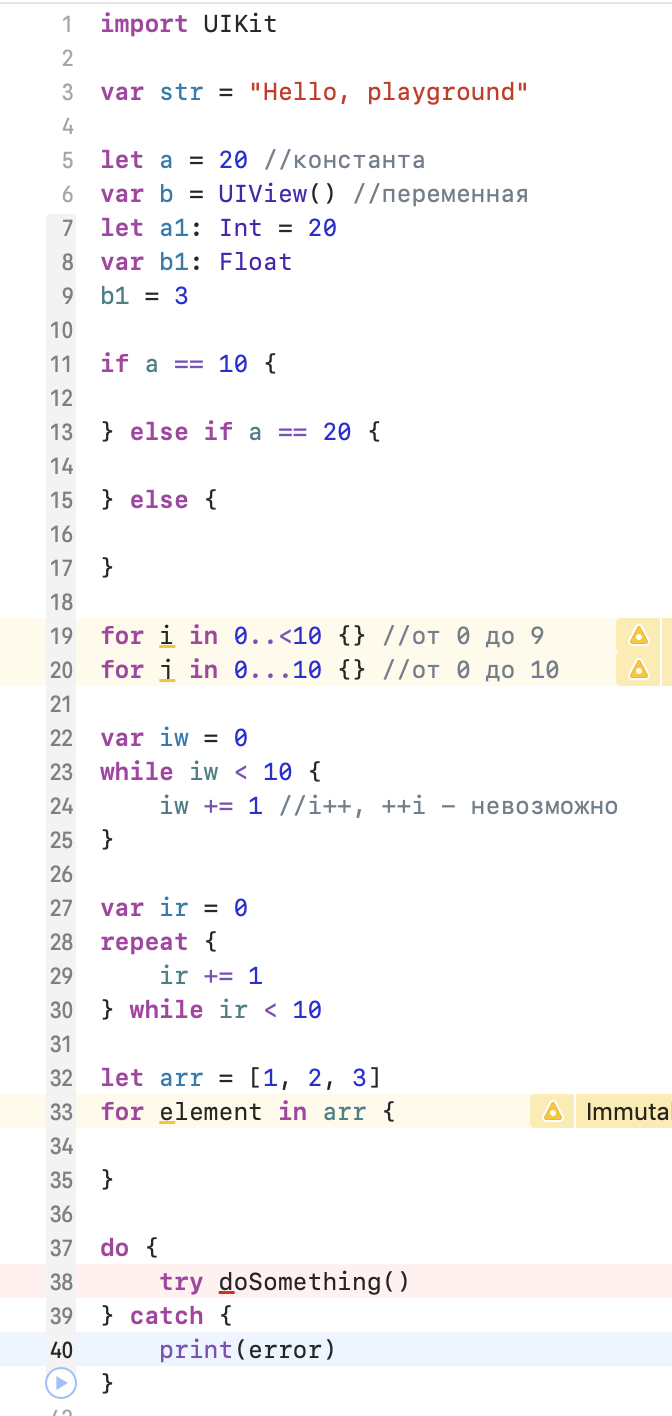 1 import UIKit
2
3 var str = "Hello, playground"
4
5 let a = 20 //константа
6 var b = UIView() //переменная
7 let a1: Int = 20
8 var b1: Float
9 b1 = 3
10
11 if a == 10 {
12
13 } else if a == 20 {
14
15 } else {
16
17 }
18
19 for i in 0..<10 {} //от 0 до 9
20 for j in 0...10 {} //от 0 до 10
21
22 var iw = 0
23 while iw < 10 {
24     iw += 1 //i++, ++i - невозможно
25 }
26
27 var ir = 0
28 repeat {
29     ir += 1
30 } while ir < 10
31
32 let arr = [1, 2, 3]
33 for element in arr { Immuta
34
35 }
36
37 do {
38     try doSomething()
39 } catch {
40     print(error)
}